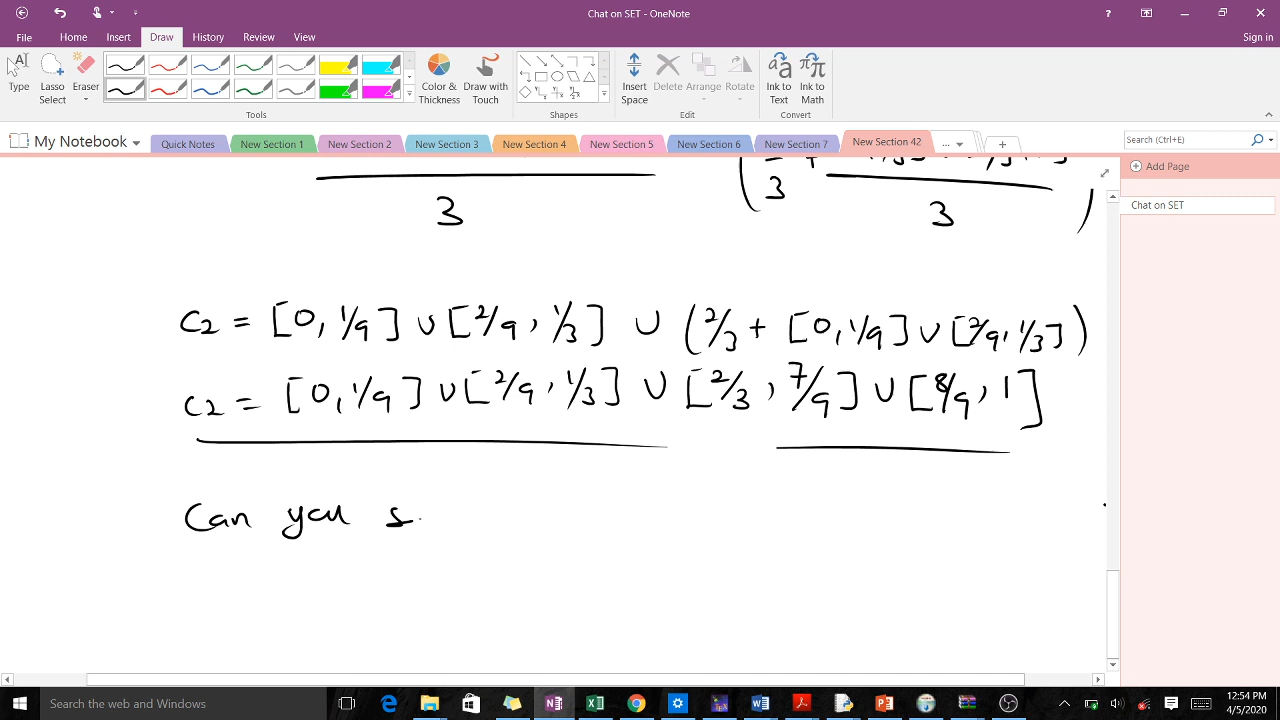 Chat on SET - OneNote
?
File
Home
Insert
Draw
History
Review
View
Sign in
Type
Lasso Select
Eraser
Color & Thickness
Draw with Touch
Insert Space
Delete
Arrange
Rotate
Ink to Text
Ink to Math
Tools
Shapes
Edit
Convert
My Notebook
Quick Notes
New Section 1
New Section 2
New Section 3
New Section 4
New Section 5
New Section 6
New Section 7
New Section 42
...
Search (Ctrl+E)
Add Page
Chat on SET
3
3
3
C2 = [0, 1/9] ∪ [2/9, 1/3] ∪ (2/3 + [0, 1/9] ∪ [2/9, 1/3])
C2 = [0, 1/9] ∪ [2/9, 1/3] ∪ [2/3, 7/9] ∪ [8/9, 1]
Can you s
Search the web and Windows
12:54 PM
4/5/2020